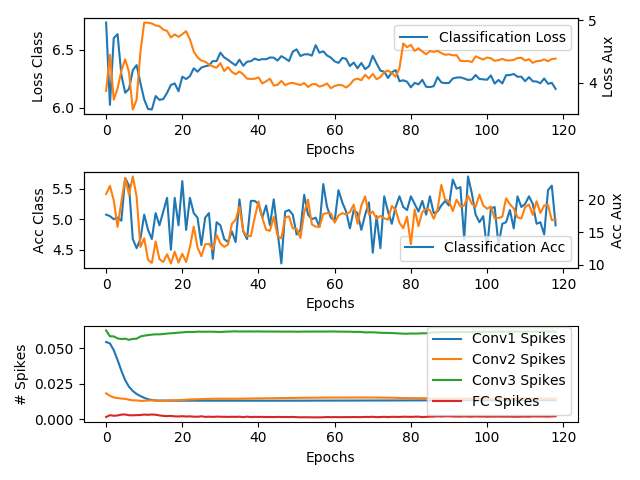 Classification Loss
Loss Class
Loss Aux
6.5
6.0
5
4
0 20 40 60 80 100 120
Epochs
Classification Acc
Acc Class
Acc Aux
5.5
5.0
4.5
20
15
10
0 20 40 60 80 100 120
Epochs
Conv1 Spikes
Conv2 Spikes
Conv3 Spikes
FC Spikes
# Spikes
0.050
0.025
0.000
0 20 40 60 80 100 120
Epochs